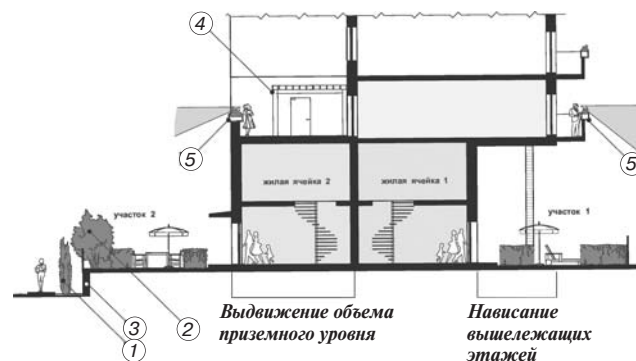 4
5
5
жилая ячейка 2
жилая ячейка 1
участок 2
участок 1
3
2
1
Выдвижение объема
приземного уровня
Нависание
вышележащих
этажей